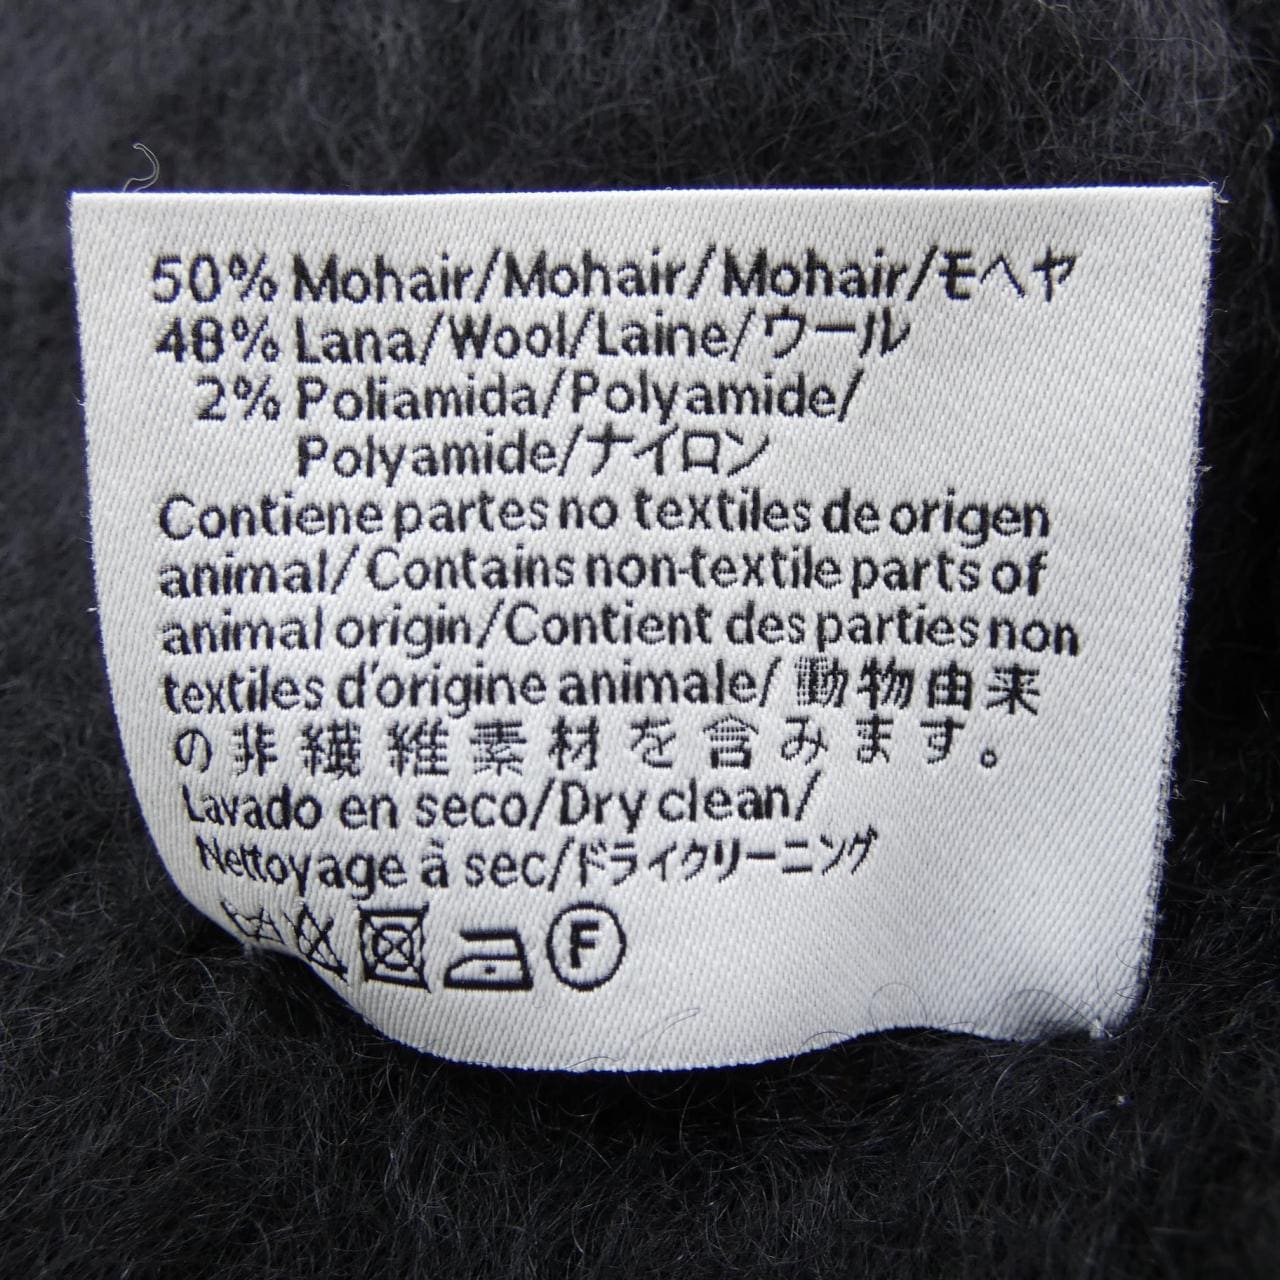 50% Mohair/Mohair/Mohair/モヘヤ
48% Lana/Wool/Laine/ウール
2% Poliamida/Polyamide/
Polyamide/ナイロン
Contiene partes no textiles de origen
animal/Contains non-textile parts of
animal origin/Contient des parties non
textiles d'origine animale/動物由来
の非繊維素材を含みます。
Lavado en seco/Dry clean/
Nettoyage à sec/ドライクリーニング
F